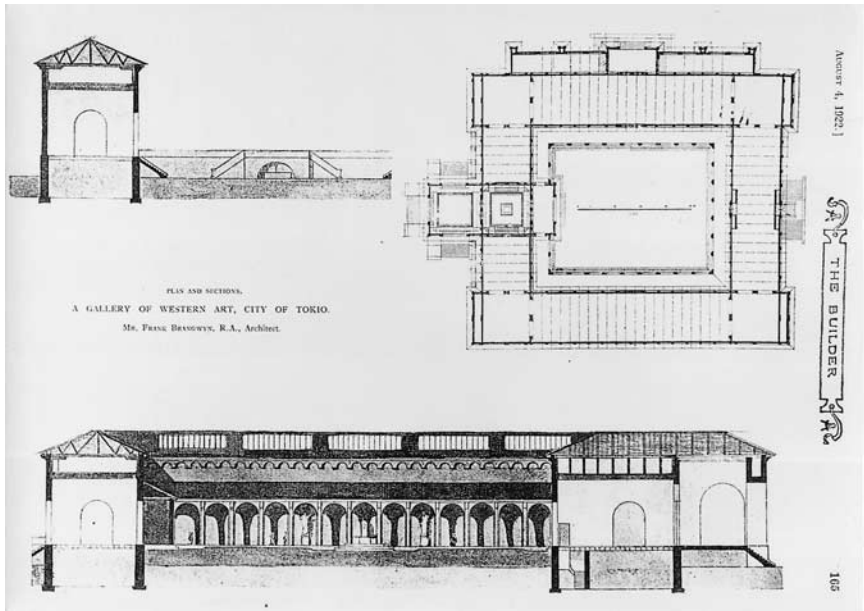 PLAN AND SECTIONS.
A GALLERY OF WESTERN ART, CITY OF TOKIO.
MR. FRANK BRANGWYN, R.A., Architect.
AUGUST 4, 1922.]
THE BUILDER
165